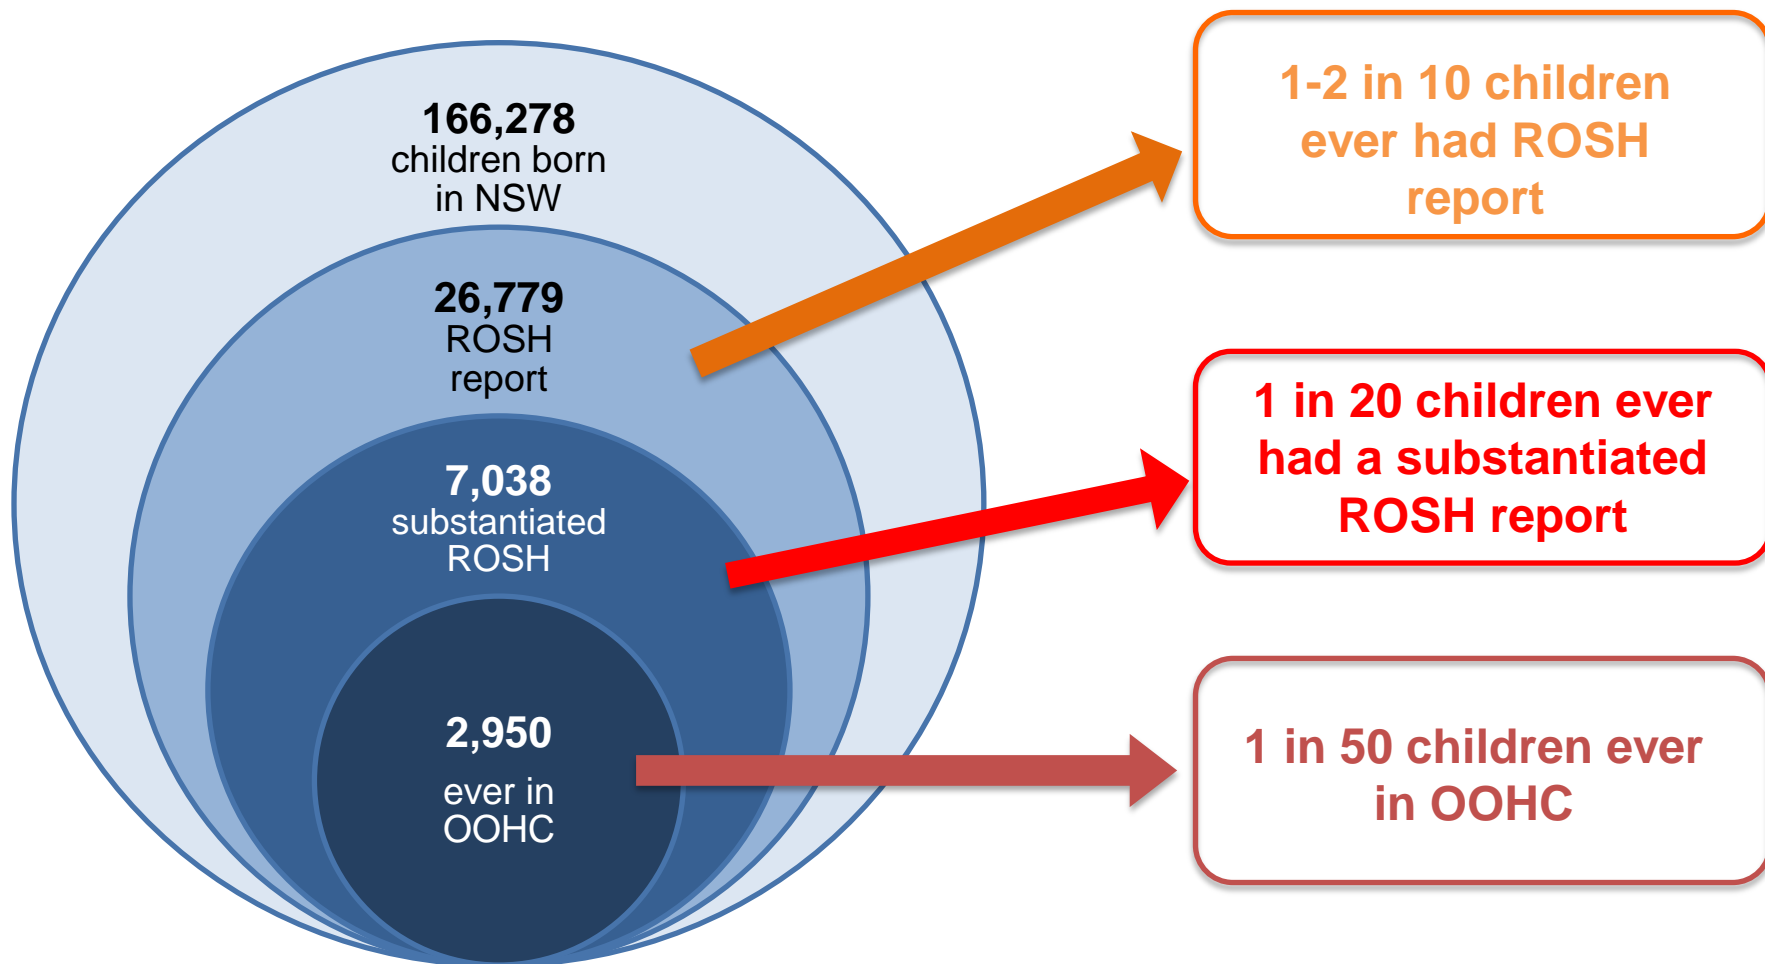 166,278
children born
in NSW
26,779
ROSH
report
7,038
substantiated
ROSH
2,950
ever in
OOHC
1-2 in 10 children
ever had ROSH
report
1 in 20 children ever
had a substantiated
ROSH report
1 in 50 children ever
in OOHC